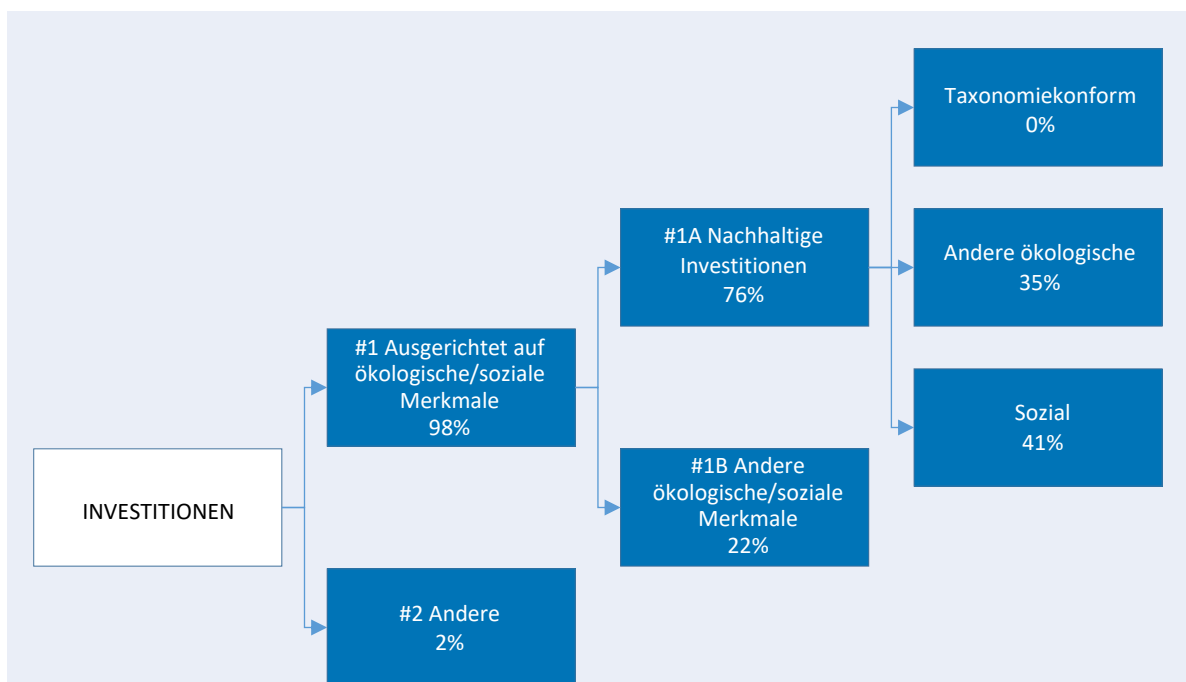 Taxonomiekonform
0%
#1A Nachhaltige
Investitionen
76%
Andere ökologische
35%
#1 Ausgerichtet auf
ökologische/soziale
Merkmale
98%
Sozial
41%
#1B Andere
ökologische/soziale
Merkmale
22%
INVESTITIONEN
#2 Andere
2%